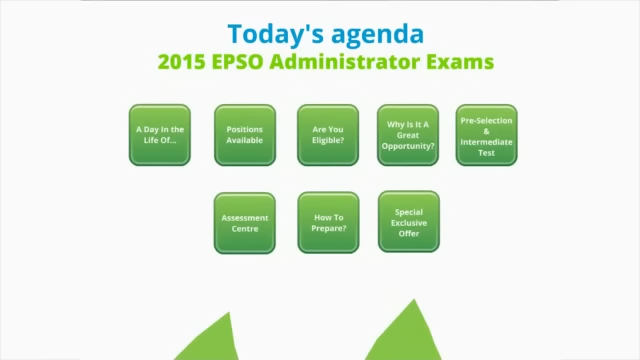 Today's agenda
2015 EPSO Administrator Exams
A Day In the
Life Of...
Positions
Available
Are You
Eligible?
Why Is It A
Great
Opportunity?
Pre-Selection
&
Intermediate
Test
Assessment
Centre
How To
Prepare?
Special
Exclusive
Offer